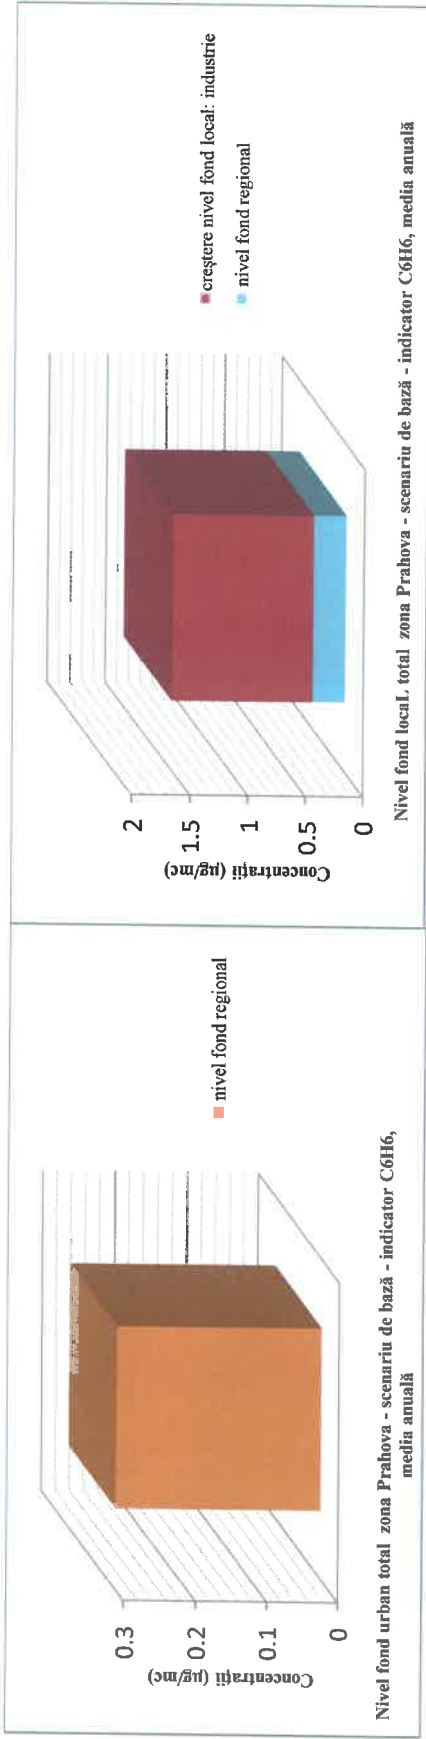 Concentrații (µg/mc)
0.3
0.2
0.1
0
nivel fond regional
Nivel fond urban total zona Prahova - scenariu de bază - indicator C6H6,
media anuală
Concentrații (µg/mc)
2
1.5
1
0.5
0
creștere nivel fond local: industrie
nivel fond regional
Nivel fond locaL total zona Prahova - scenariu de bază - indicator C6H6, media anuală